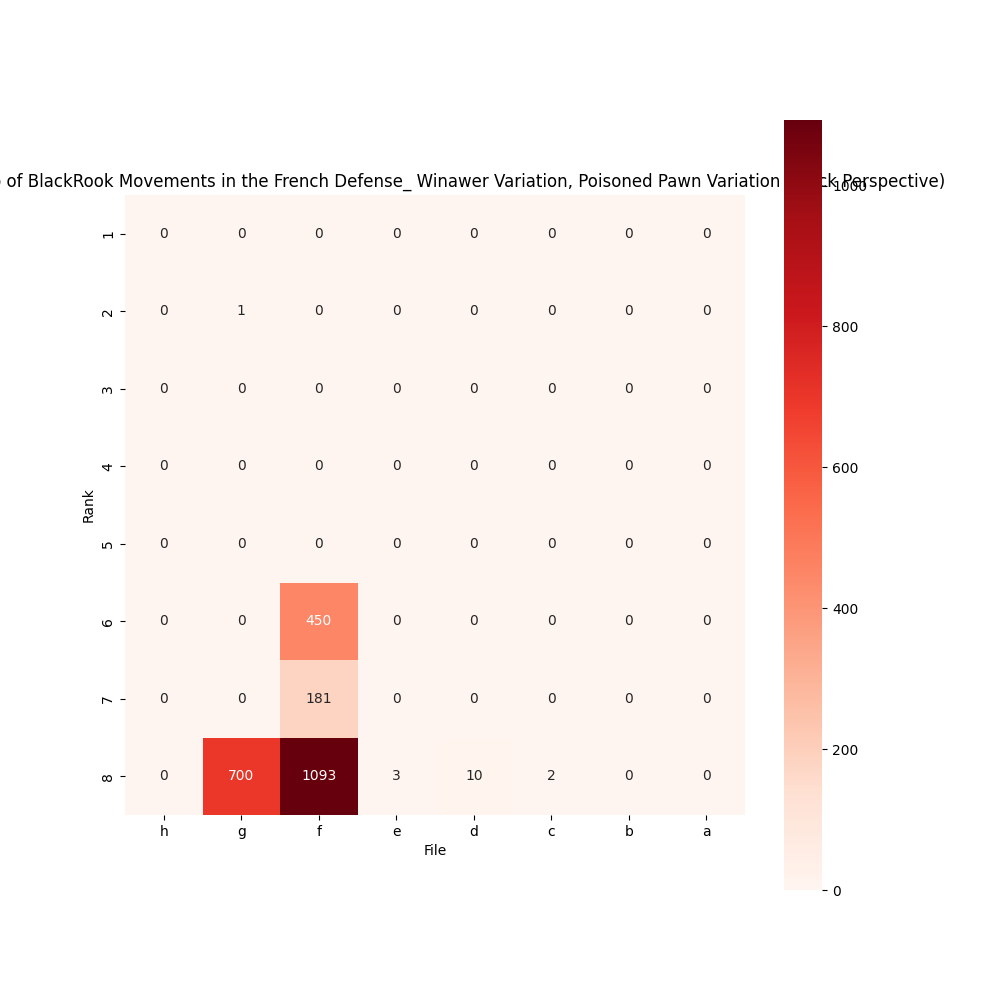 of BlackRook Movements in the French Defense_ Winawer Variation, Poisoned Pawn Variation Perspective)
1000
1 0 0 0 0 0 0 0 0
2 0 1 0 0 0 0 0 0
3 0 0 0 0 0 0 0 0
800
4 0 0 0 0 0 0 0 0
600
Rank
5 0 0 0 0 0 0 0 0
6 0 0 450 0 0 0 0 0
400
7 0 0 181 0 0 0 0 0
200
8 0 700 1093 3 10 2 0 0
h g f e d c b a
File
0